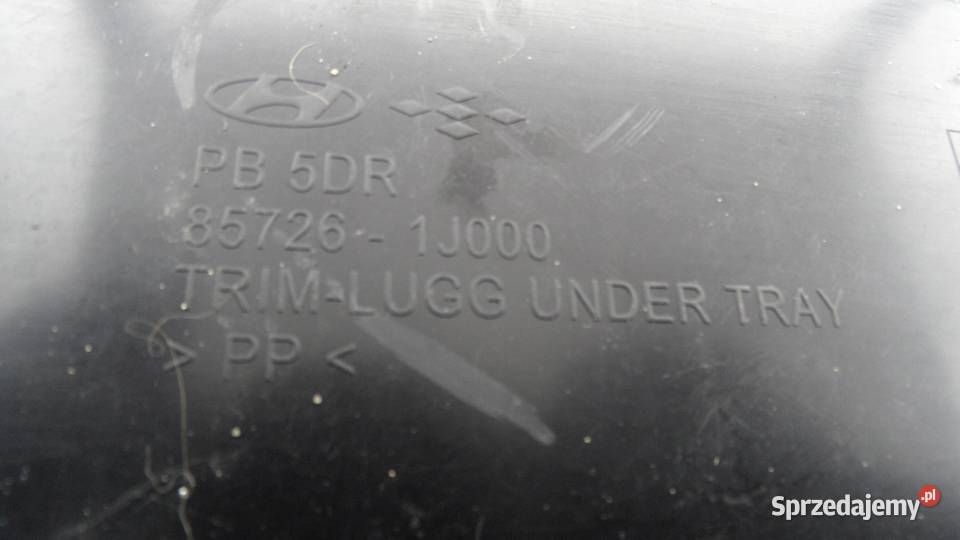 PB 5DR
85726 - 1J000
TRIM-LUGG UNDER TRAY
> PP <
Sprzedajemy.pl